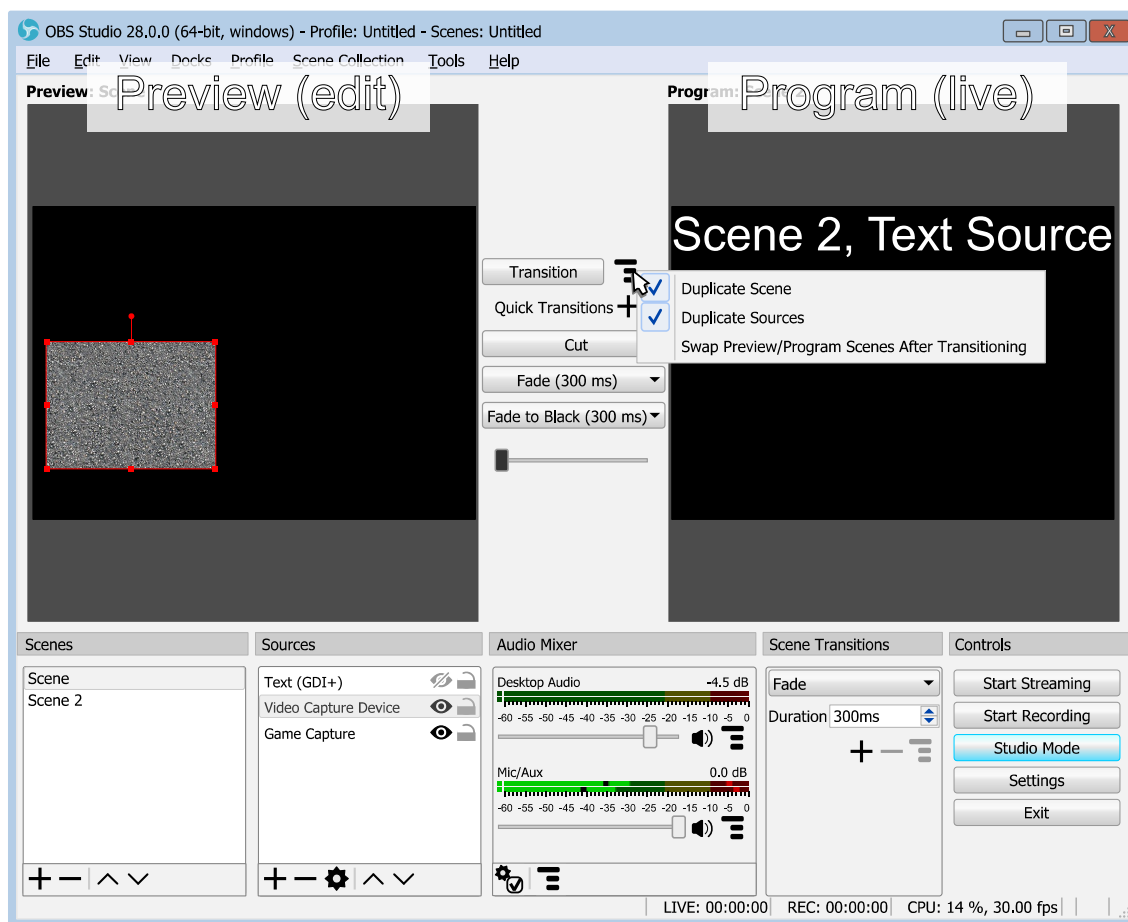 OBS Studio 28.0.0 (64-bit, windows) - Profile: Untitled - Scenes: Untitled
File Edit View Docks Profile Scene Collection Tools Help
Preview (edit)
Program (live)
Preview: Scene
Program: Scene 2
Scene 2, Text Source
Transition
Duplicate Scene
Quick Transitions
Duplicate Sources
Cut
Swap Preview/Program Scenes After Transitioning
Fade (300 ms)
Fade to Black (300 ms)
Scenes
Scene
Scene 2
Sources
Text (GDI+)
Video Capture Device
Game Capture
Audio Mixer
Desktop Audio -4.5 dB
-60 -55 -50 -45 -40 -35 -30 -25 -20 -15 -10 -5 0
Mic/Aux 0.0 dB
-60 -55 -50 -45 -40 -35 -30 -25 -20 -15 -10 -5 0
Scene Transitions
Fade
Duration 300ms
Controls
Start Streaming
Start Recording
Studio Mode
Settings
Exit
LIVE: 00:00:00 REC: 00:00:00 CPU: 14 %, 30.00 fps